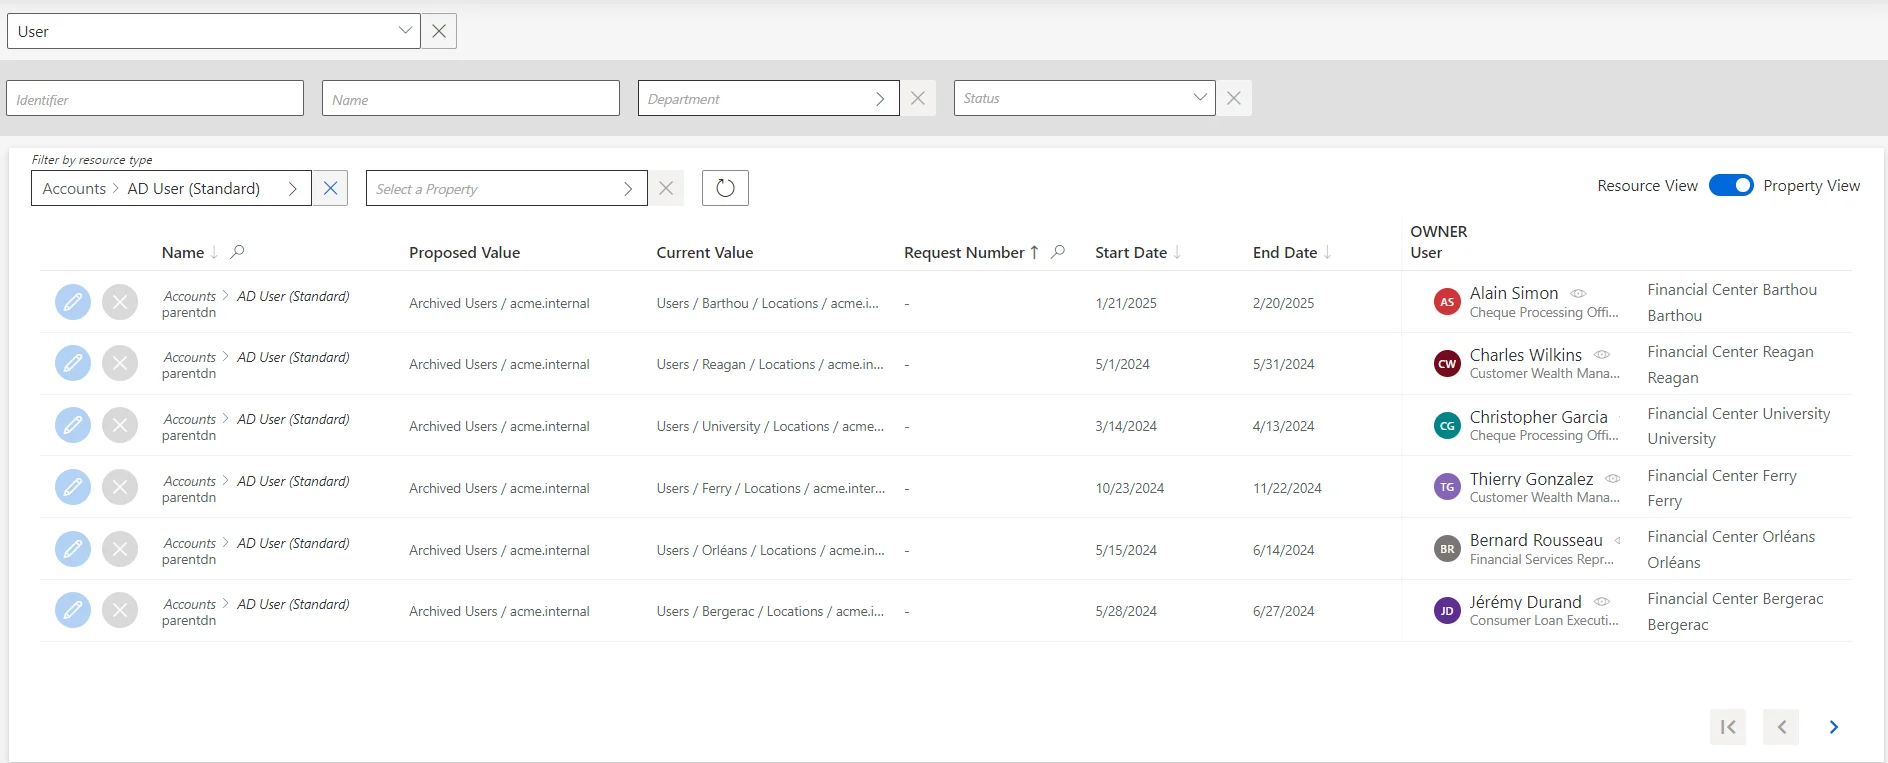 User
Identifier
Name
Department
Status
Filter by resource type
Accounts > AD User (Standard)
Select a Property
Resource View
Property View
OWNER
Name Proposed Value Current Value Request Number Start Date End Date User
Accounts > AD User (Standard)
parentdn
Archived Users / acme.internal
Users / Barthou / Locations / acme.i...
-
1/21/2025
2/20/2025
AS
Alain Simon
Cheque Processing Offi...
Financial Center Barthou
Barthou
Accounts > AD User (Standard)
parentdn
Archived Users / acme.internal
Users / Reagan / Locations / acme.in...
-
5/1/2024
5/31/2024
CW
Charles Wilkins
Customer Wealth Mana...
Financial Center Reagan
Reagan
Accounts > AD User (Standard)
parentdn
Archived Users / acme.internal
Users / University / Locations / acme...
-
3/14/2024
4/13/2024
CG
Christopher Garcia
Cheque Processing Offi...
Financial Center University
University
Accounts > AD User (Standard)
parentdn
Archived Users / acme.internal
Users / Ferry / Locations / acme.inter...
-
10/23/2024
11/22/2024
TG
Thierry Gonzalez
Customer Wealth Mana...
Financial Center Ferry
Ferry
Accounts > AD User (Standard)
parentdn
Archived Users / acme.internal
Users / Orléans / Locations / acme.in...
-
5/15/2024
6/14/2024
BR
Bernard Rousseau
Financial Services Repr...
Financial Center Orléans
Orléans
Accounts > AD User (Standard)
parentdn
Archived Users / acme.internal
Users / Bergerac / Locations / acme.i...
-
5/28/2024
6/27/2024
JD
Jérémy Durand
Consumer Loan Executi...
Financial Center Bergerac
Bergerac